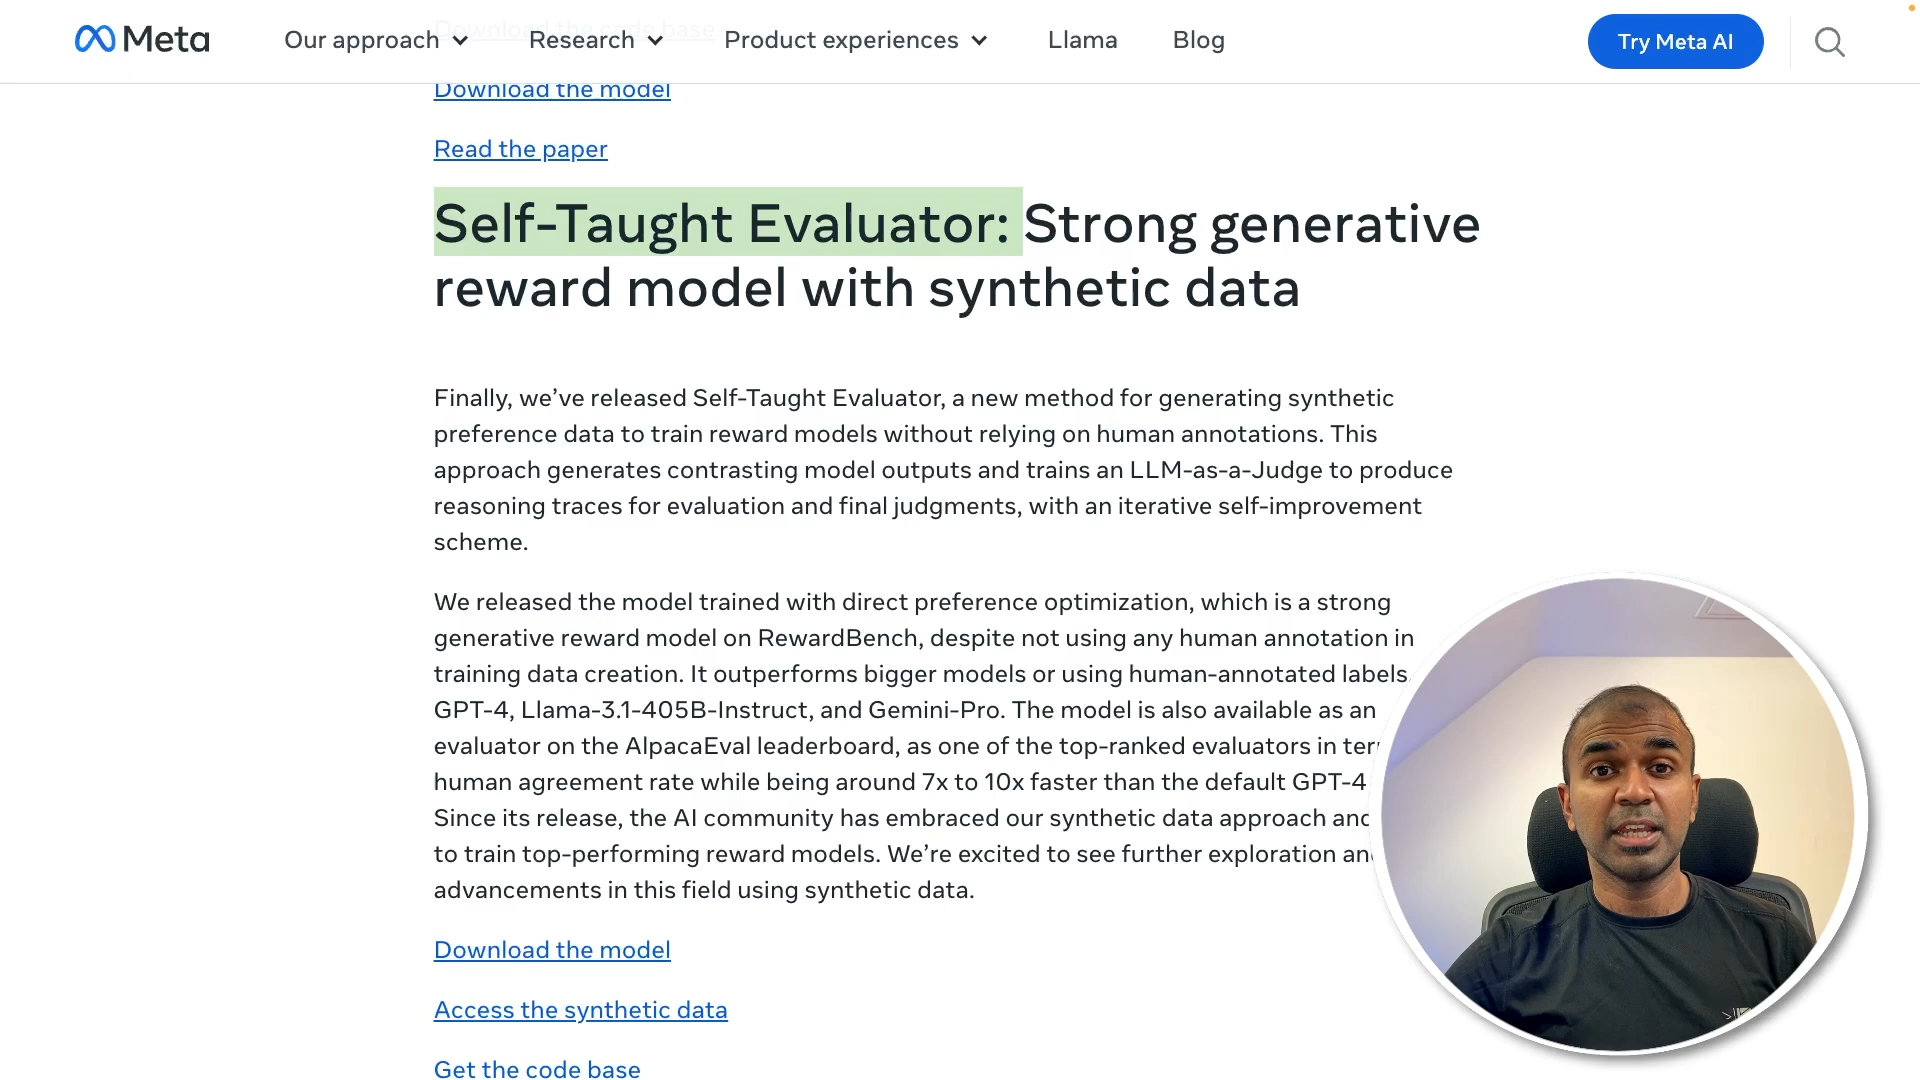 Meta
Our approach
Research
Product experiences
Llama
Blog
Try Meta AI
Download the code base
Download the model
Read the paper
Self-Taught Evaluator: Strong generative
reward model with synthetic data
Finally, we’ve released Self-Taught Evaluator, a new method for generating synthetic
preference data to train reward models without relying on human annotations. This
approach generates contrasting model outputs and trains an LLM-as-a-Judge to produce
reasoning traces for evaluation and final judgments, with an iterative self-improvement
scheme.
We released the model trained with direct preference optimization, which is a strong
generative reward model on RewardBench, despite not using any human annotation in
training data creation. It outperforms bigger models or using human-annotated labels,
GPT-4, Llama-3.1-405B-Instruct, and Gemini-Pro. The model is also available as an
evaluator on the AlpacaEval leaderboard, as one of the top-ranked evaluators in
human agreement rate while being around 7x to 10x faster than the default GPT-4
Since its release, the AI community has embraced our synthetic data approach and
to train top-performing reward models. We’re excited to see further exploration
advancements in this field using synthetic data.
Download the model
Access the synthetic data
Get the code base